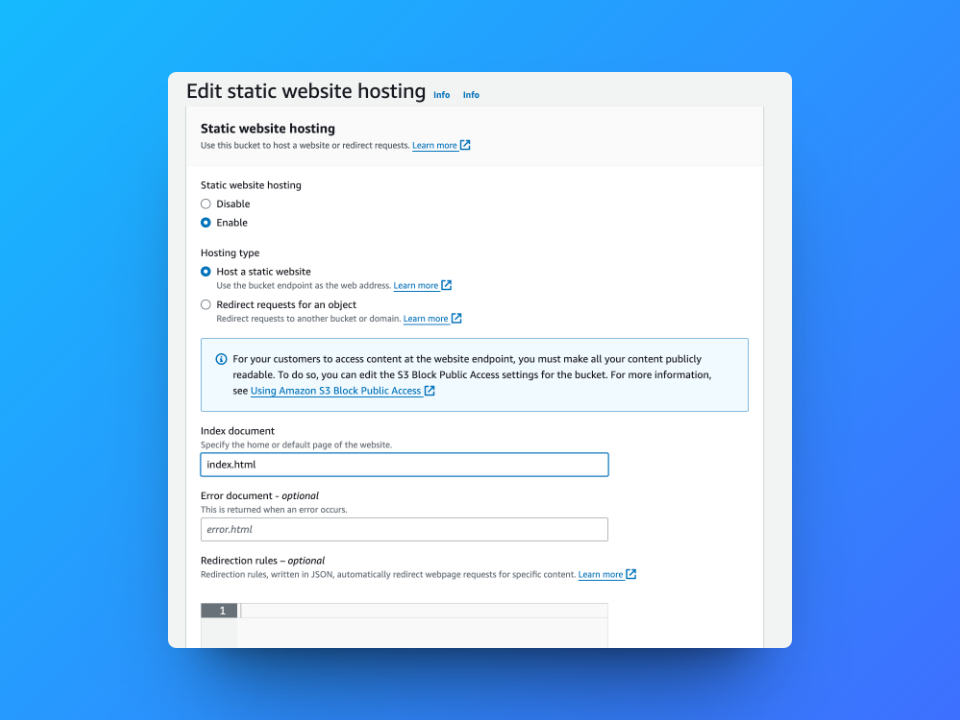 Edit static website hosting Info Info
Static website hosting
Use this bucket to host a website or redirect requests. Learn more
Static website hosting
Disable
Enable
Hosting type
Host a static website
Use the bucket endpoint as the web address. Learn more
Redirect requests for an object
Redirect requests to another bucket or domain. Learn more
For your customers to access content at the website endpoint, you must make all your content publicly
readable. To do so, you can edit the S3 Block Public Access settings for the bucket. For more information,
see Using Amazon S3 Block Public Access
Index document
Specify the home or default page of the website.
index.html
Error document - optional
This is returned when an error occurs.
error.html
Redirection rules – optional
Redirection rules, written in JSON, automatically redirect webpage requests for specific content. Learn more
1